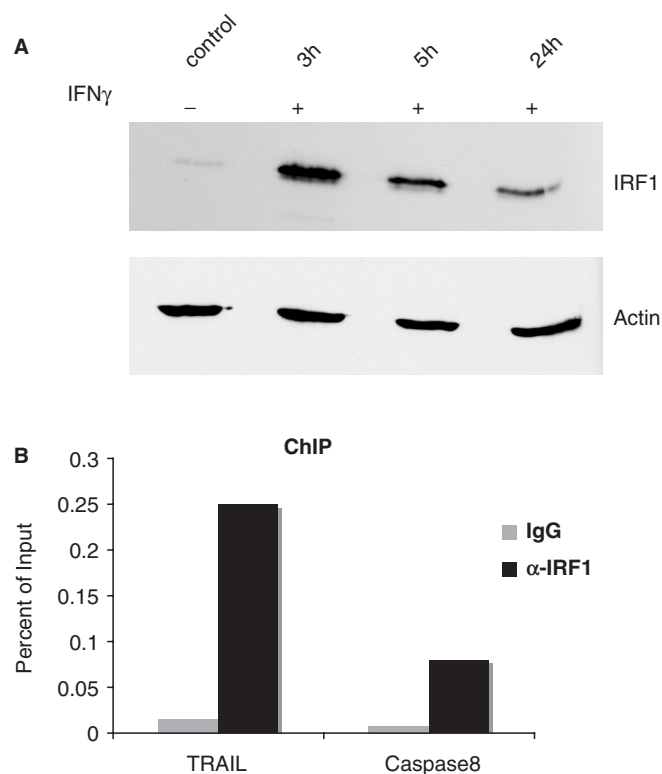 A
control 3h 5h 24h
IFNγ
– + + +
IRF1
Actin
B
ChIP
0.3
0.25
0.2
0.15
0.1
0.05
0
Percent of Input
IgG
α-IRF1
TRAIL Caspase8